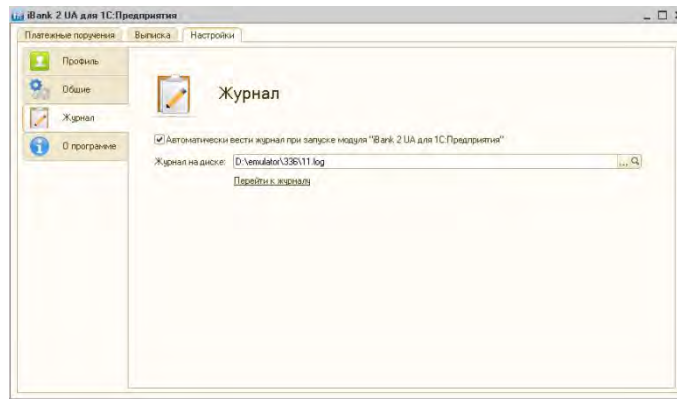 iBank 2 UA для 1С:Предприятия
Платежные поручения Выписка Настройки
Профиль
Общие
Журнал
О программе
Журнал
Автоматически вести журнал при запуске модуля "iBank 2 UA для 1С:Предприятия"
Журнал на диске: D:\emulator\336\11.log ...
Перейти к журналу